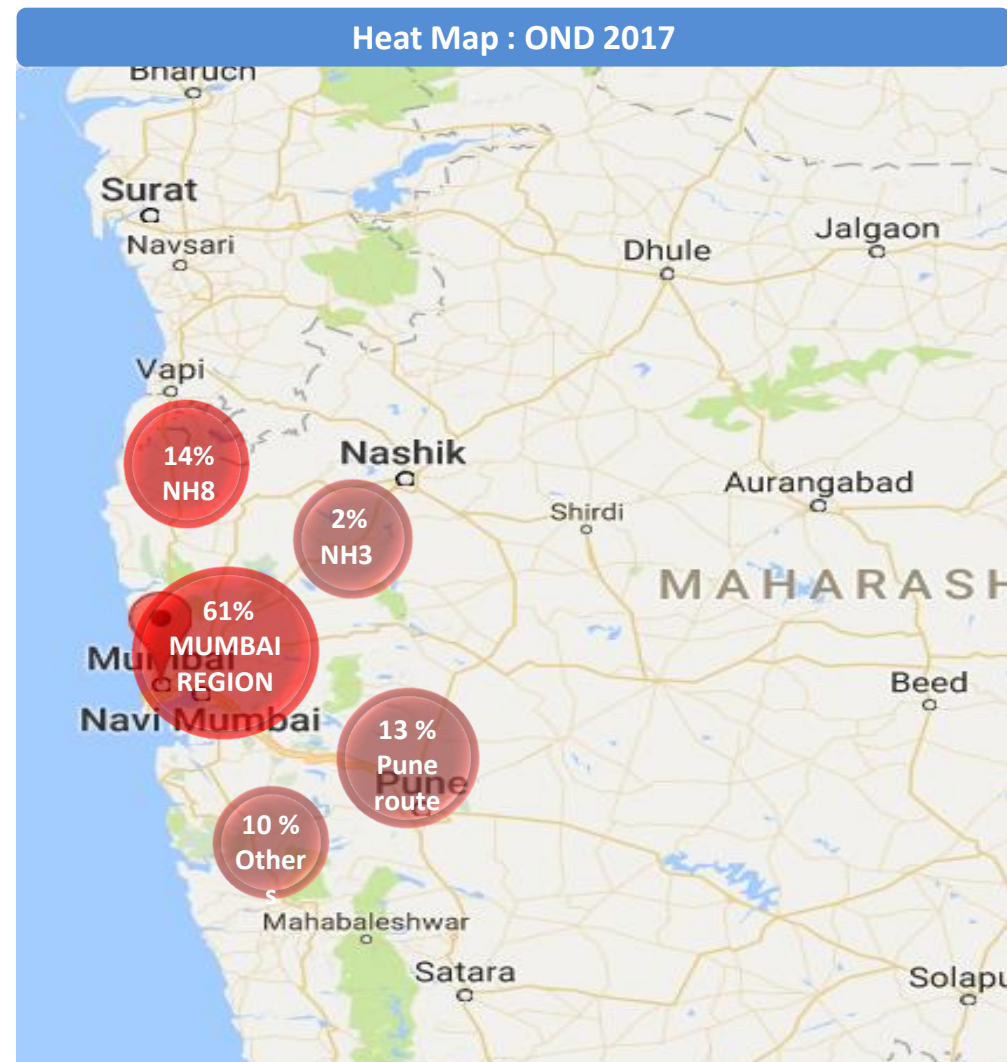 Heat Map : OND 2017
Bharuch
Surat
Navsari
Dhule
Jalgaon
Vapi
14%
NH8
Nashik
Aurangabad
2%
NH3
Shirdi
MAHARASH
61%
MUMBAI
REGION
Mumbai
Navi Mumbai
Beed
13 %
Pune
route
Pune
10 %
Other
s
Mahabaleshwar
Satara
Solapu